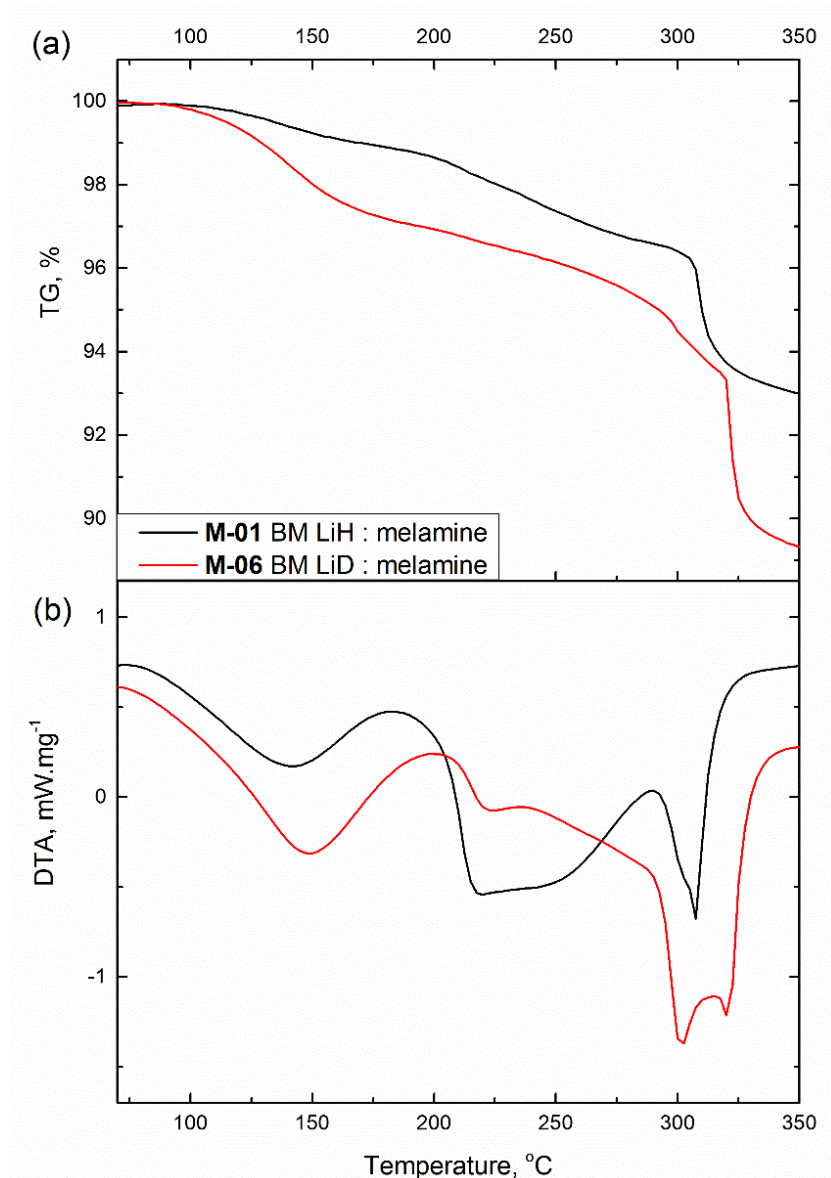 (a)
100 150 200 250 300 350
100
98
96
94
92
90
TG, %
M-01 BM LiH : melamine
M-06 BM LiD : melamine
(b)
1
0
-1
DTA, mW.mg⁻¹
100 150 200 250 300 350
Temperature, °C